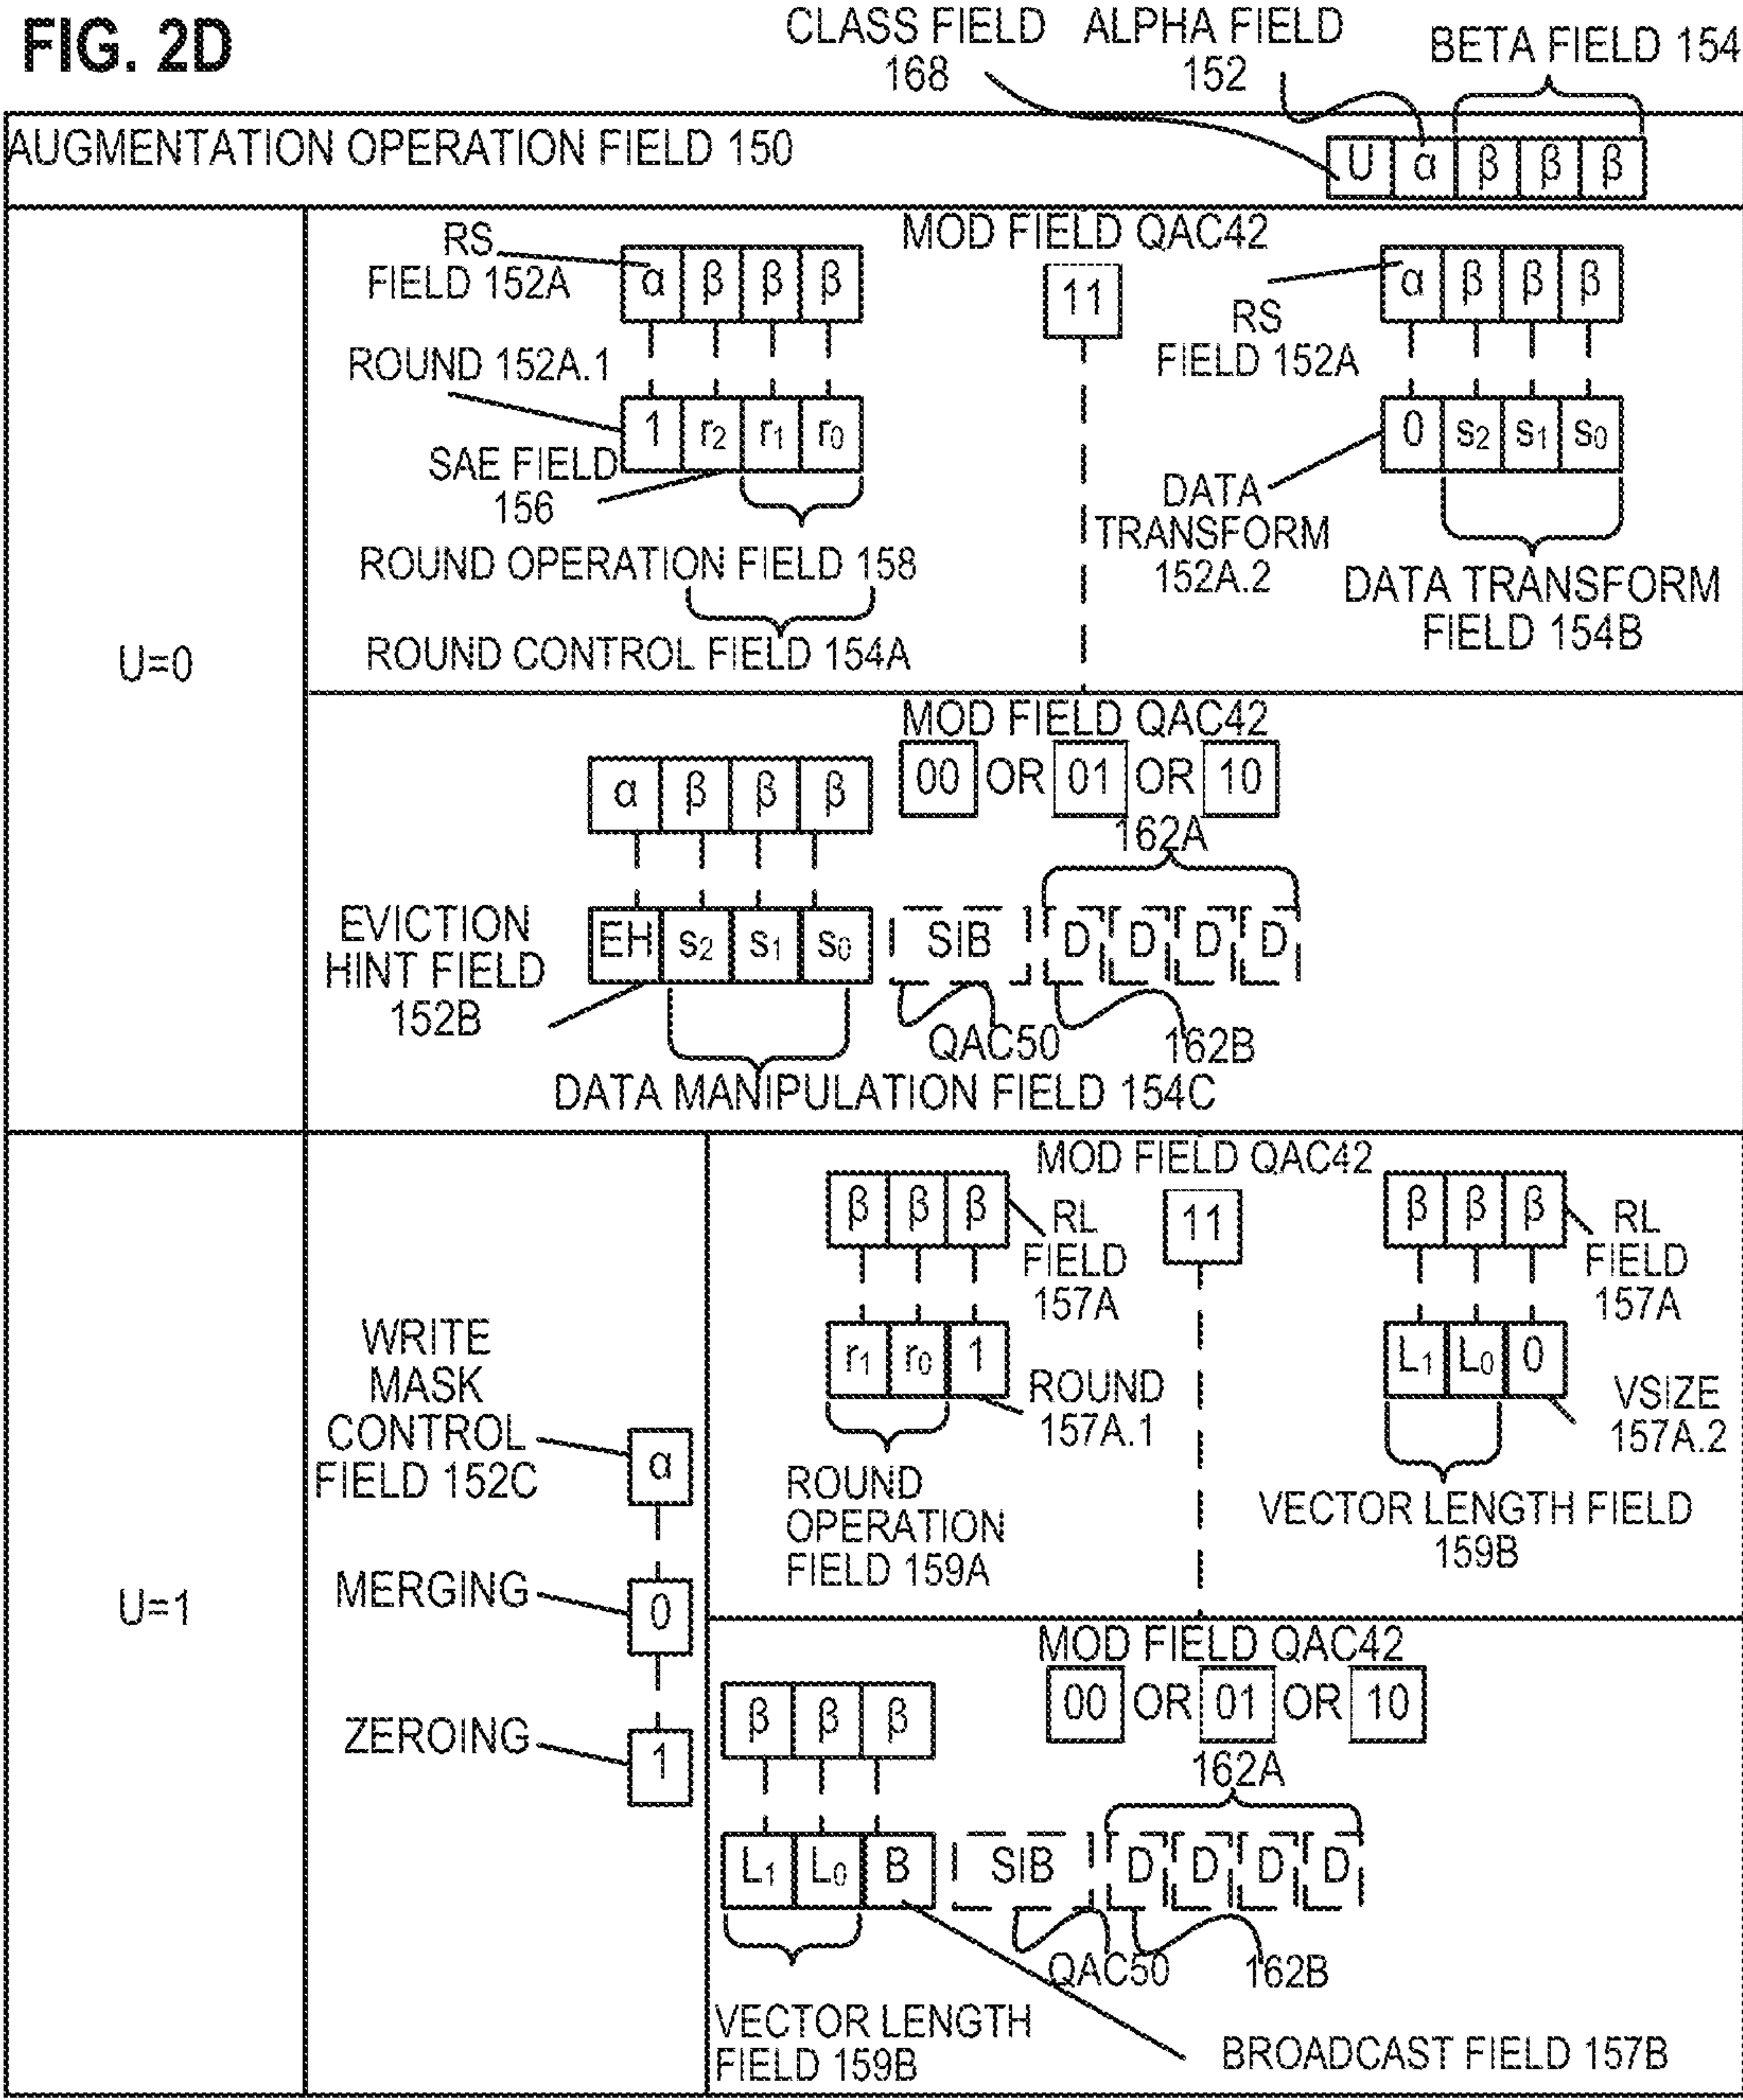 FIG. 2D
CLASS FIELD
168
ALPHA FIELD
152
BETA FIELD 154
AUGMENTATION OPERATION FIELD 150
U α β β β
U=0
RS
FIELD 152A
α β β β
MOD FIELD QAC42
11
α β β β
RS
FIELD 152A
ROUND 152A.1
1 r2 r1 r0
0 s2 s1 s0
SAE FIELD
156
DATA
TRANSFORM
152A.2
ROUND OPERATION FIELD 158
ROUND CONTROL FIELD 154A
DATA TRANSFORM
FIELD 154B
MOD FIELD QAC42
00 OR 01 OR 10
α β β β
162A
EVICTION
HINT FIELD
152B
EH s2 s1 s0 SIB D D D D
QAC50
162B
DATA MANIPULATION FIELD 154C
U=1
WRITE
MASK
CONTROL
FIELD 152C
α
MERGING
0
ZEROING
1
MOD FIELD QAC42
β β β
RL
FIELD
157A
11
β β β
RL
FIELD
157A
r1 r0 1
ROUND
157A.1
L1 L0 0
VSIZE
157A.2
ROUND
OPERATION
FIELD 159A
VECTOR LENGTH FIELD
159B
MOD FIELD QAC42
00 OR 01 OR 10
β β β
162A
L1 L0 B SIB D D D D
QAC50
162B
VECTOR LENGTH
FIELD 159B
BROADCAST FIELD 157B